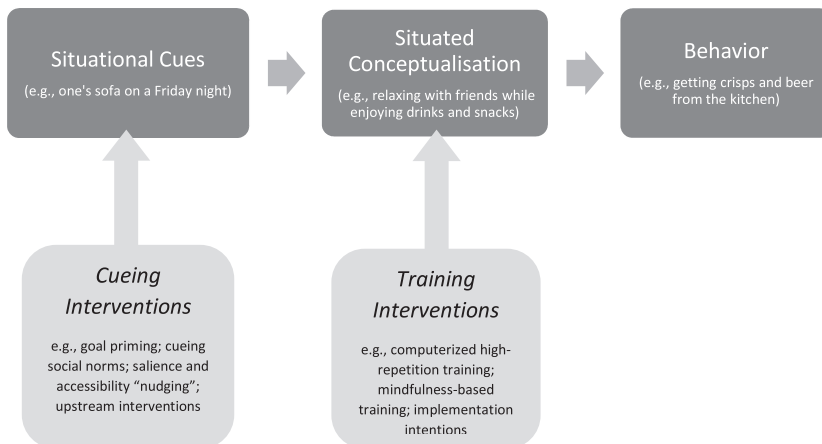 Situational Cues
(e.g., one's sofa on a Friday night)
Situated
Conceptualisation
(e.g., relaxing with friends while
enjoying drinks and snacks)
Behavior
(e.g., getting crisps and beer
from the kitchen)
Cueing
Interventions
e.g., goal priming; cueing
social norms; salience and
accessibility “nudging”;
upstream interventions
Training
Interventions
e.g., computerized high-
repetition training;
mindfulness-based
training; implementation
intentions